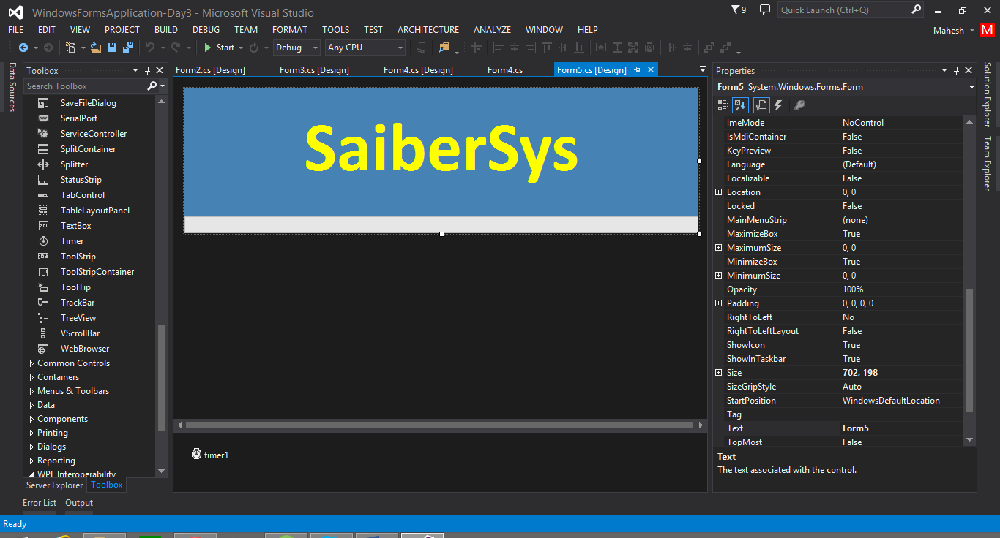 WindowsFormsApplication-Day3 - Microsoft Visual Studio
9
Quick Launch (Ctrl+Q)
FILE EDIT VIEW PROJECT BUILD DEBUG TEAM FORMAT TOOLS TEST ARCHITECTURE ANALYZE WINDOW HELP
Mahesh M
Start Debug Any CPU
Data Sources
Toolbox
Search Toolbox
SaveFileDialog
SerialPort
ServiceController
SplitContainer
Splitter
StatusStrip
TabControl
TableLayoutPanel
TextBox
Timer
ToolStrip
ToolStripContainer
ToolTip
TrackBar
TreeView
VScrollBar
WebBrowser
Common Controls
Containers
Menus & Toolbars
Data
Components
Printing
Dialogs
Reporting
WPF Interoperability
Server Explorer Toolbox
Error List Output
Ready
Form2.cs [Design] Form3.cs [Design] Form4.cs [Design] Form4.cs Form5.cs [Design]
SaiberSys
timer1
Properties
Form5 System.Windows.Forms.Form
ImeMode NoControl
IsMdiContainer False
KeyPreview False
Language (Default)
Localizable False
Location 0, 0
Locked False
MainMenuStrip (none)
MaximizeBox True
MaximumSize 0, 0
MinimizeBox True
MinimumSize 0, 0
Opacity 100%
Padding 0, 0, 0, 0
RightToLeft No
RightToLeftLayout False
ShowIcon True
ShowInTaskbar True
Size 702, 198
SizeGripStyle Auto
StartPosition WindowsDefaultLocation
Tag
Text Form5
TopMost False
Text
The text associated with the control.
Solution Explorer
Team Explorer